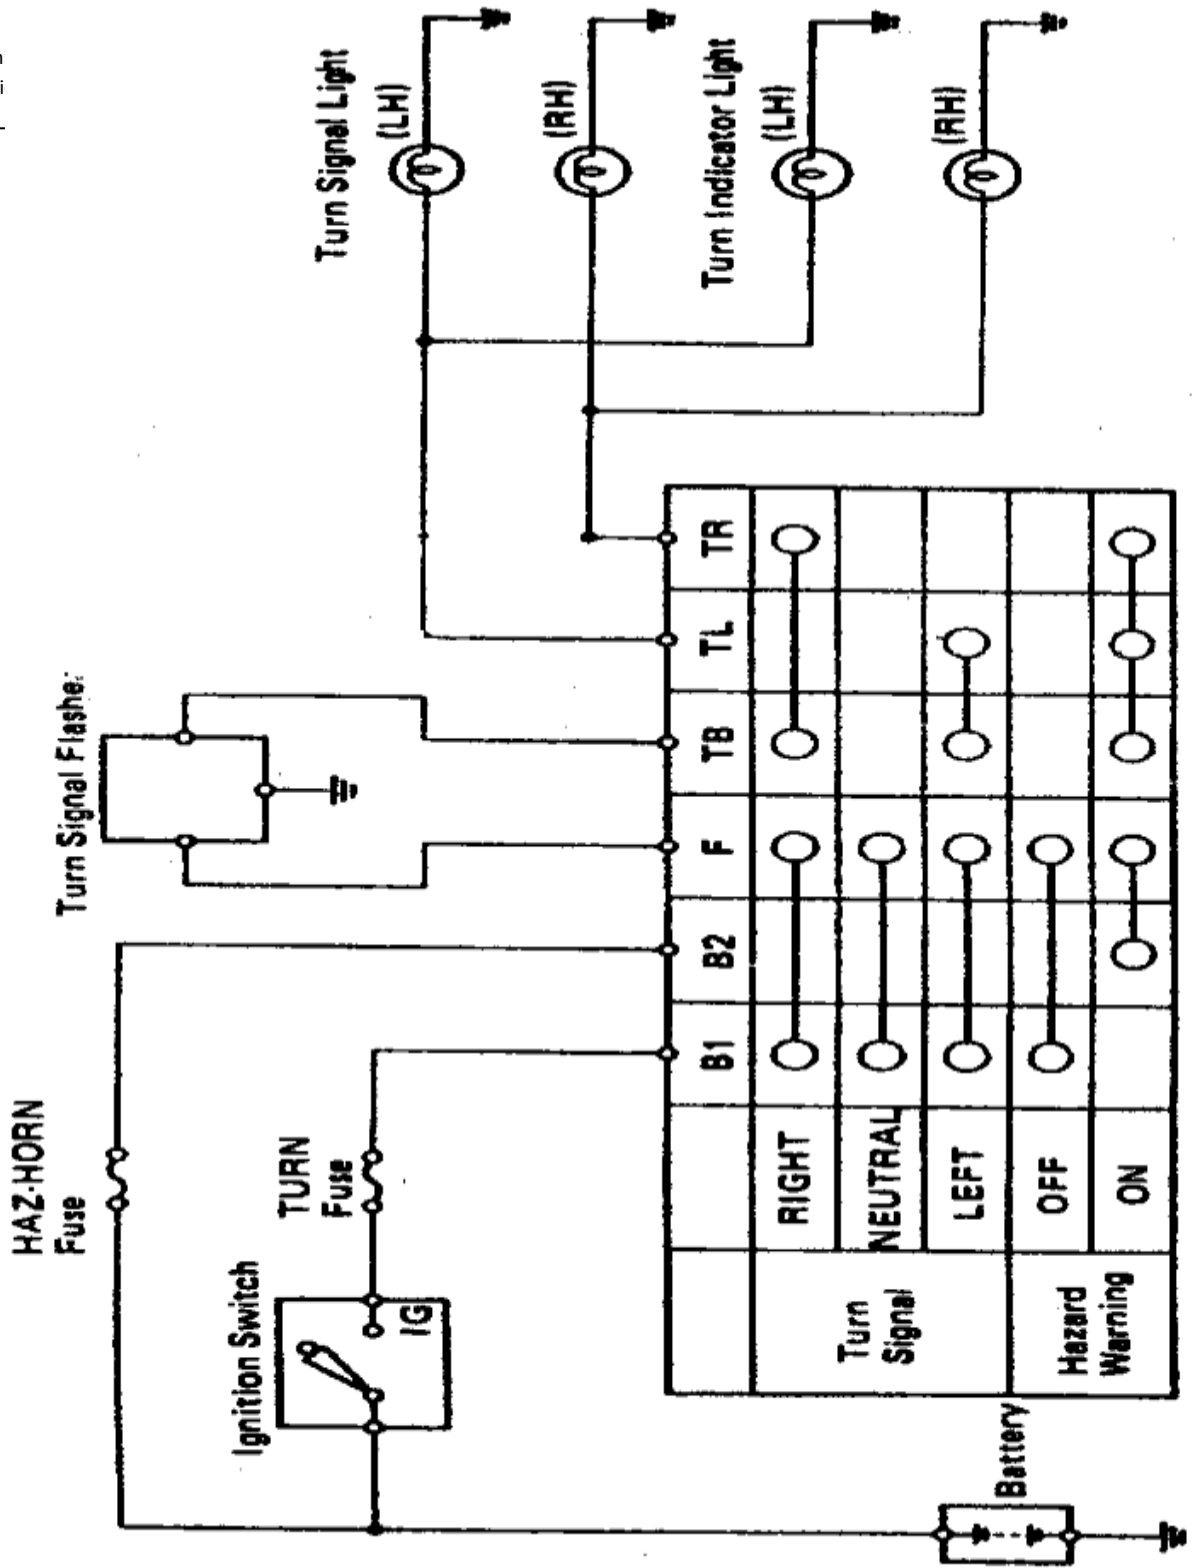 HAZ-HORN
Fuse
Turn Signal Flasher
Turn Signal Light
(LH)
(RH)
Turn Indicator Light
(LH)
(RH)
TURN
Fuse
Ignition Switch
IG
B1
B2
F
TB
TL
TR
Turn
Signal
RIGHT
NEUTRAL
LEFT
Hazard
Warning
OFF
ON
Battery